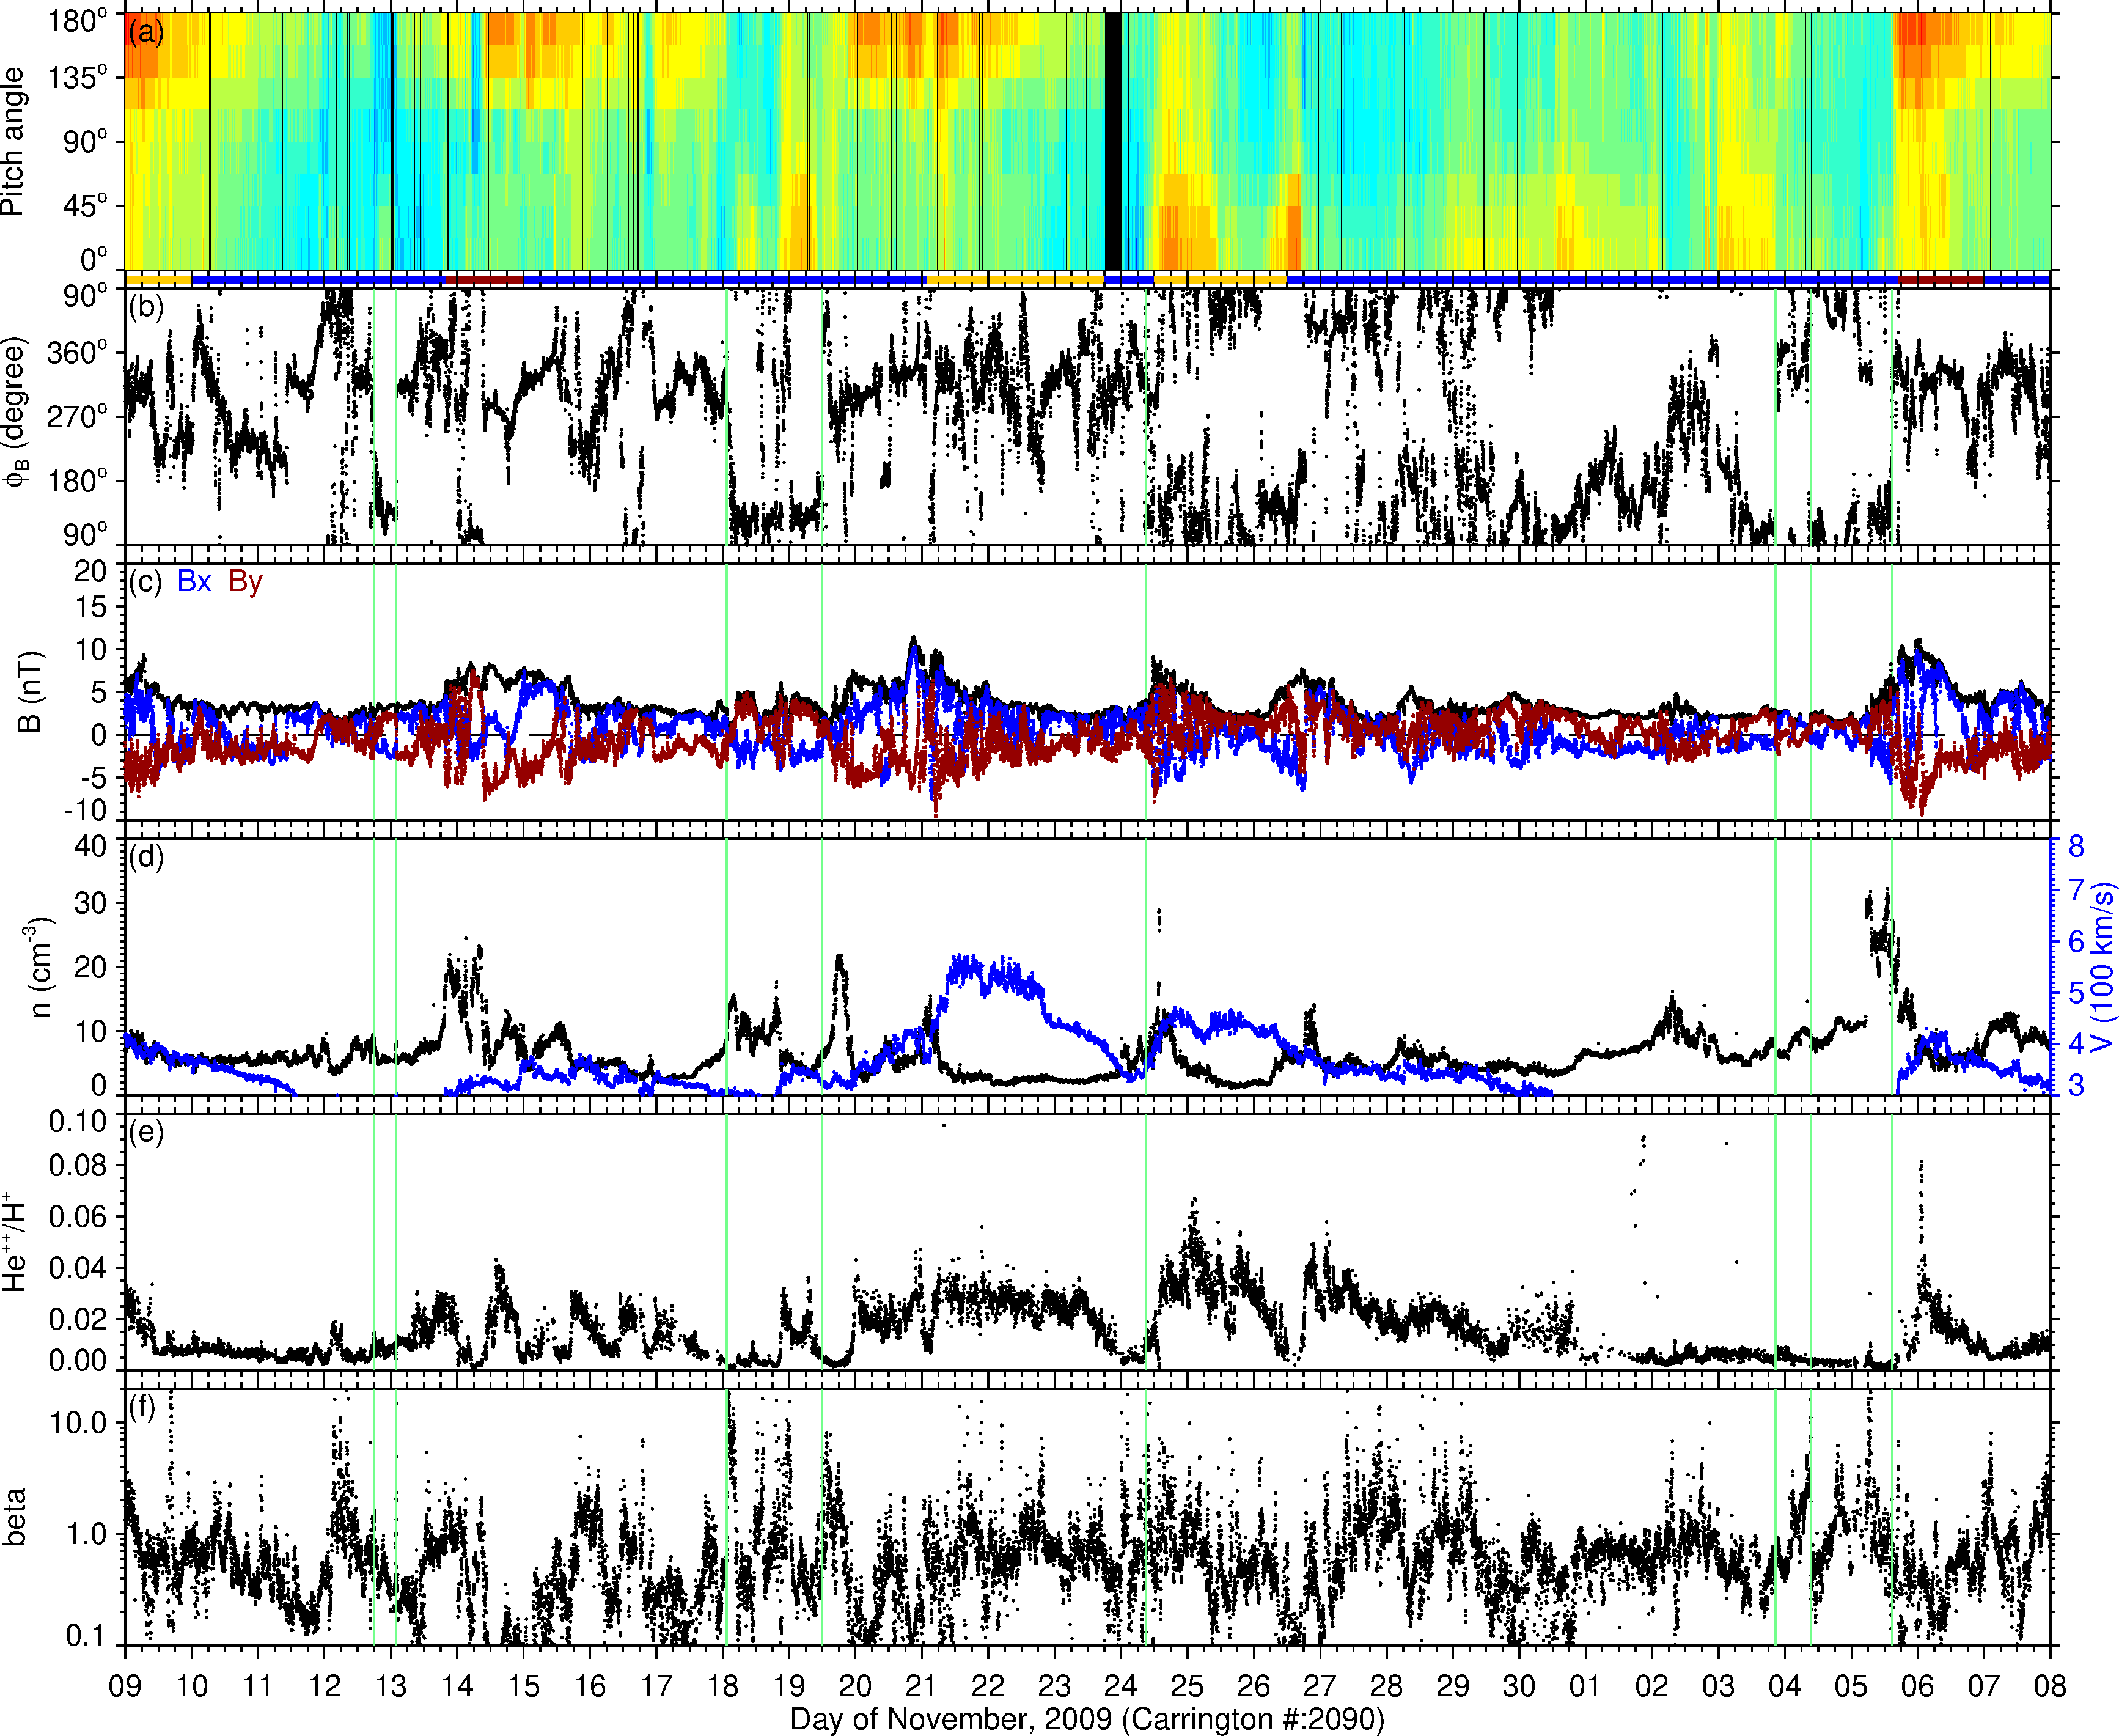 (a)
180°
135°
90°
45°
0°
Pitch angle
(b)
90°
360°
270°
180°
90°
ϕB (degree)
(c) Bx By
20
15
10
5
0
-5
-10
B (nT)
(d)
40
30
20
10
0
n (cm-3)
8
7
6
5
4
3
V (100 km/s)
(e)
0.10
0.08
0.06
0.04
0.02
0.00
He++/H+
(f)
10.0
1.0
0.1
beta
09 10 11 12 13 14 15 16 17 18 19 20 21 22 23 24 25 26 27 28 29 30 01 02 03 04 05 06 07 08
Day of November, 2009 (Carrington #:2090)